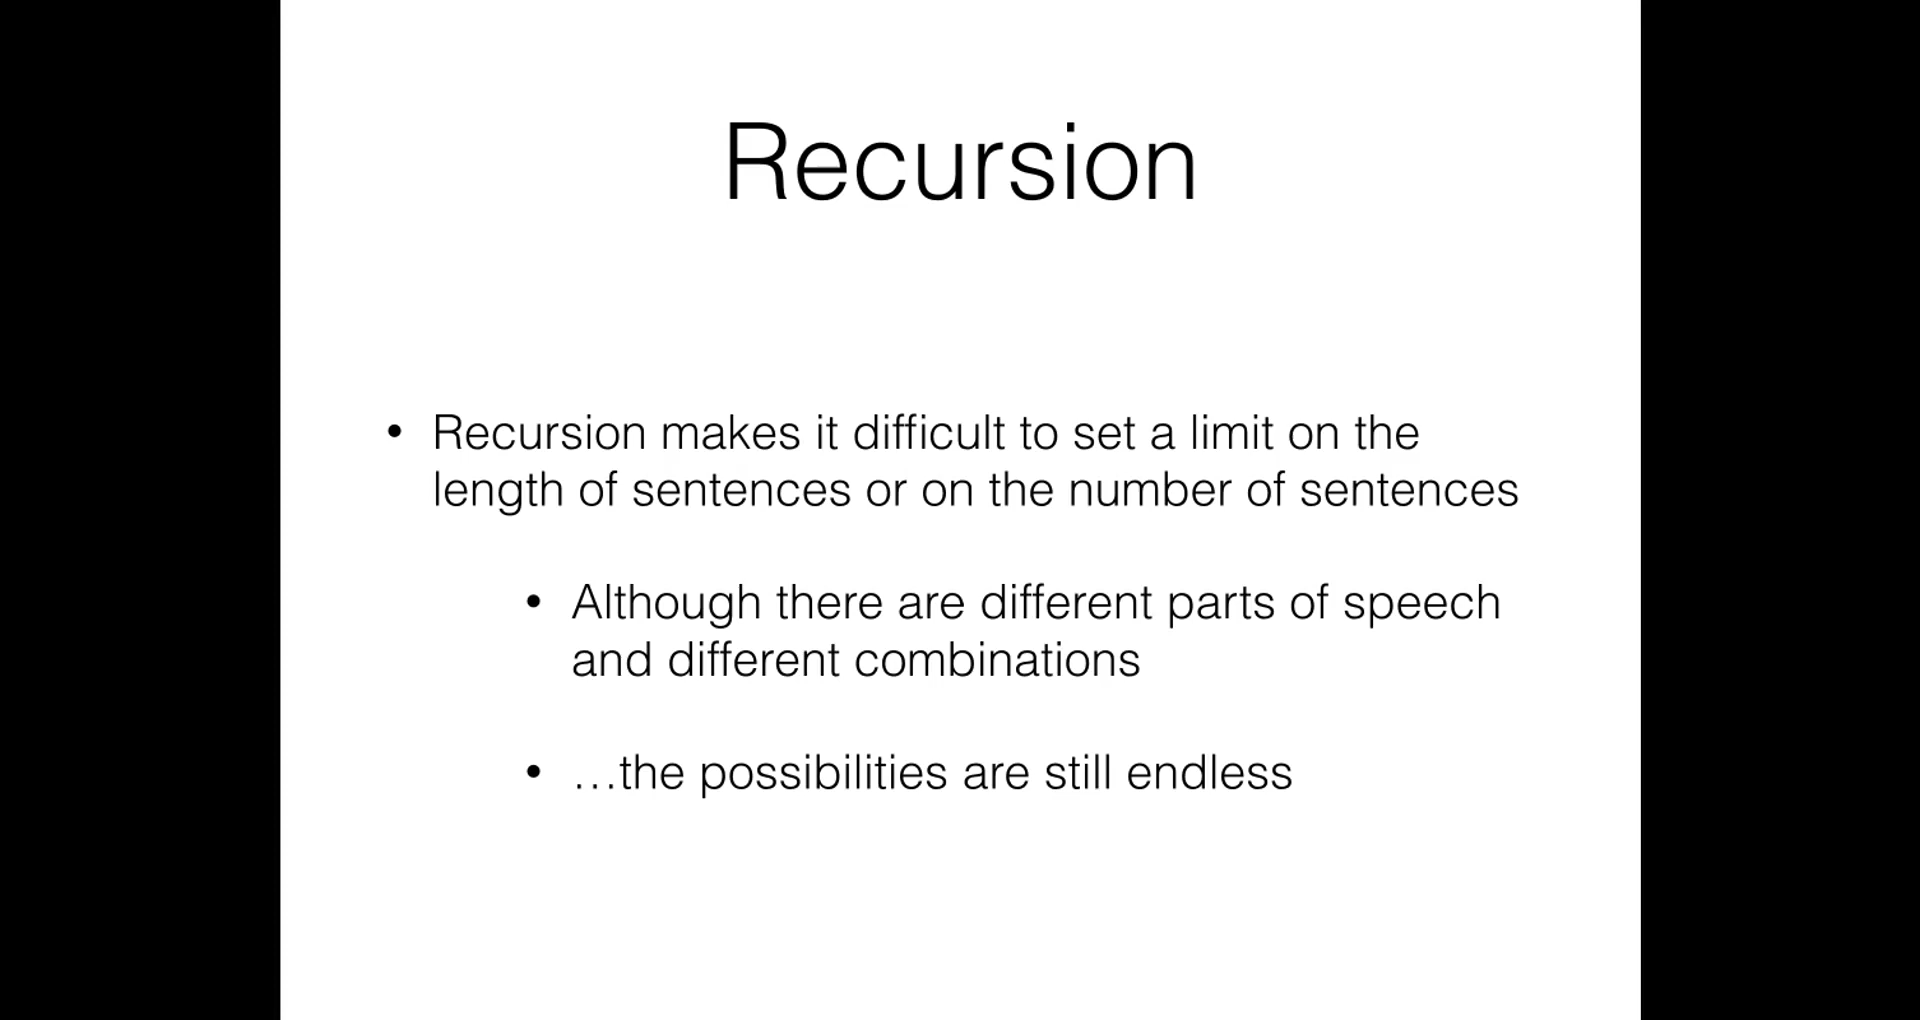 Recursion
• Recursion makes it difficult to set a limit on the
length of sentences or on the number of sentences
• Although there are different parts of speech
and different combinations
• …the possibilities are still endless